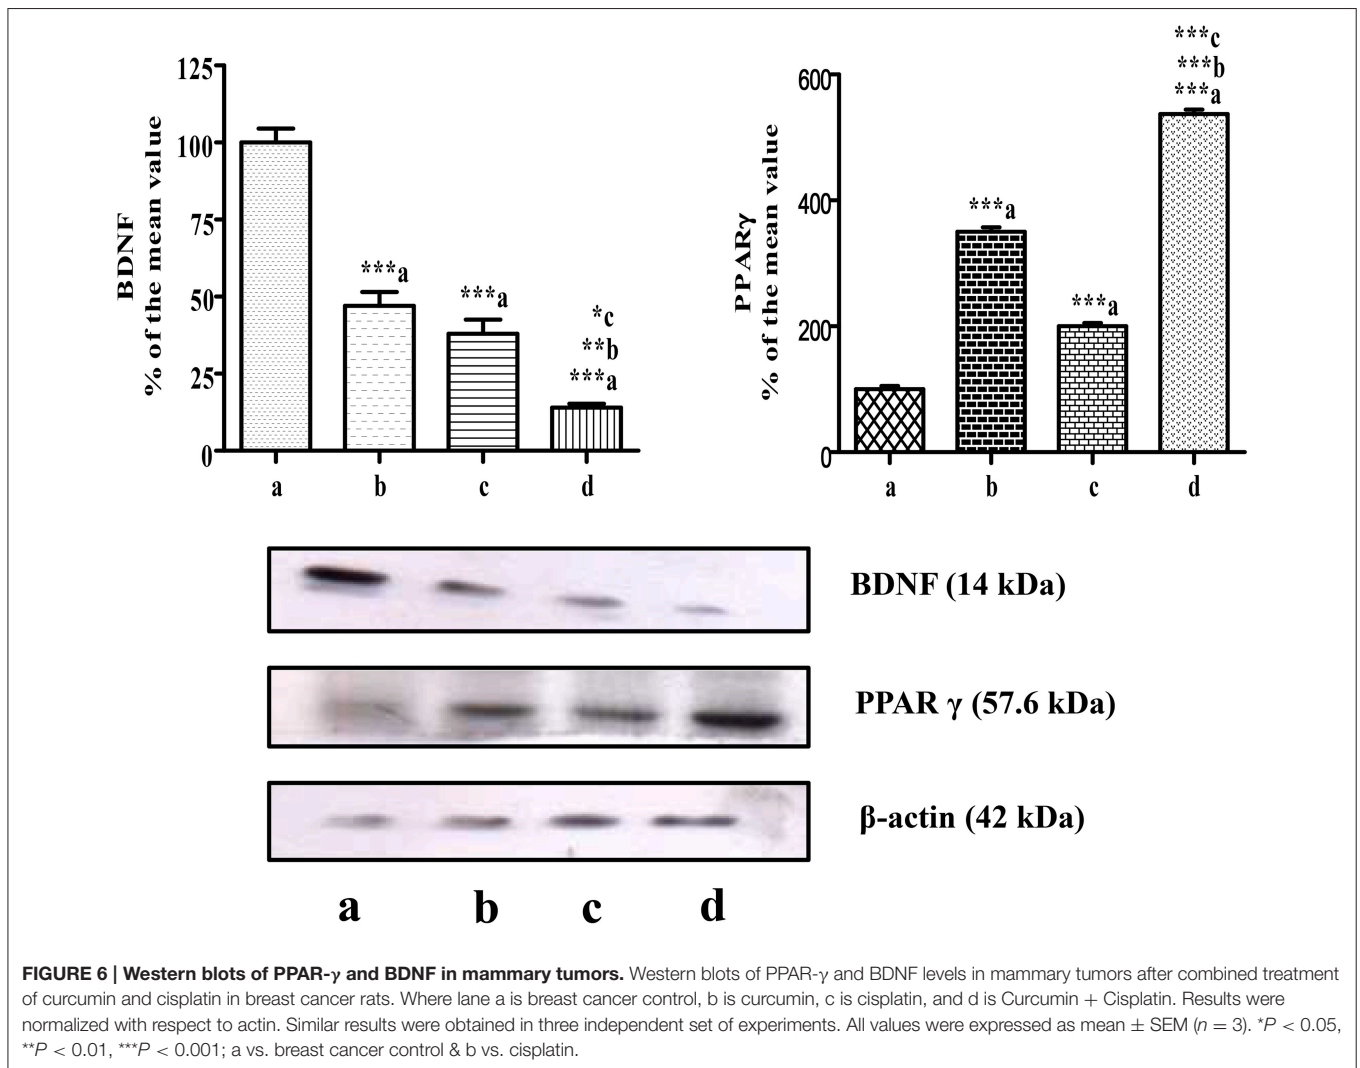 BDNF
% of the mean value
125
100
75
50
25
0
***a
***a
*c
**b
***a
a b c d
PPARγ
% of the mean value
600
400
200
0
***a
***a
***c
***b
***a
a b c d
BDNF (14 kDa)
PPAR γ (57.6 kDa)
β-actin (42 kDa)
a b c d
FIGURE 6 | Western blots of PPAR-γ and BDNF in mammary tumors. Western blots of PPAR-γ and BDNF levels in mammary tumors after combined treatment
of curcumin and cisplatin in breast cancer rats. Where lane a is breast cancer control, b is curcumin, c is cisplatin, and d is Curcumin + Cisplatin. Results were
normalized with respect to actin. Similar results were obtained in three independent set of experiments. All values were expressed as mean ± SEM (n = 3). *P < 0.05,
**P < 0.01, ***P < 0.001; a vs. breast cancer control & b vs. cisplatin.